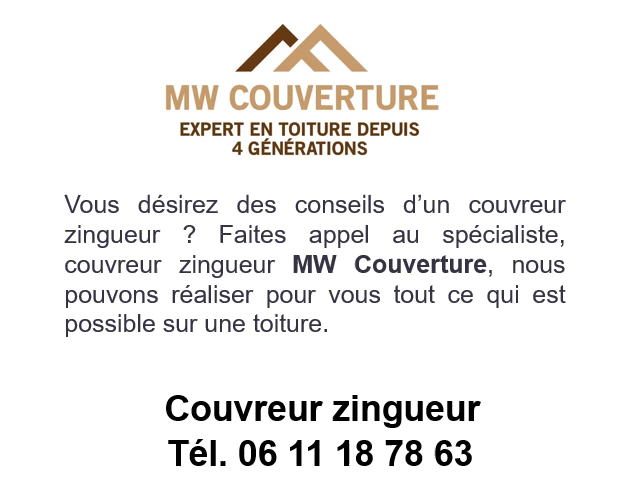 MW COUVERTURE
EXPERT EN TOITURE DEPUIS
4 GÉNÉRATIONS
Vous désirez des conseils d’un couvreur
zingueur ? Faites appel au spécialiste,
couvreur zingueur MW Couverture, nous
pouvons réaliser pour vous tout ce qui est
possible sur une toiture.
Couvreur zingueur
Tél. 06 11 18 78 63